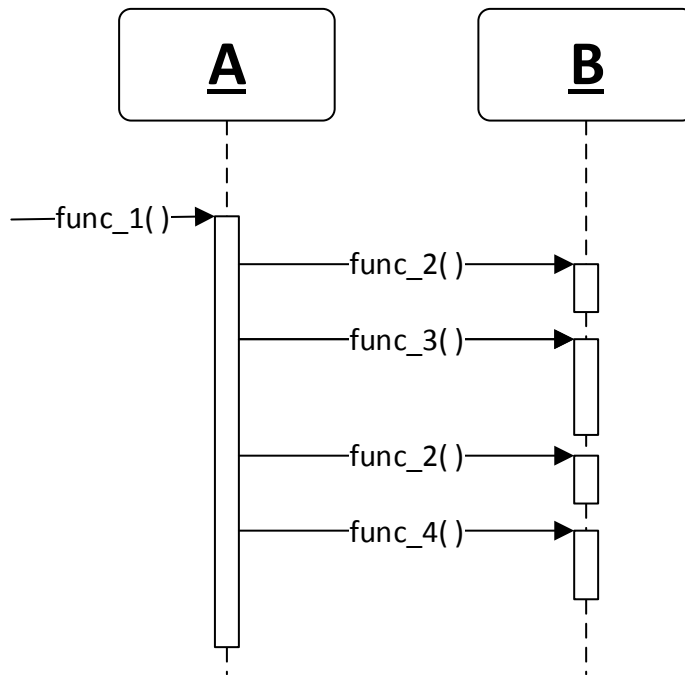 A
B
func_1( )
func_2( )
func_3( )
func_2( )
func_4( )